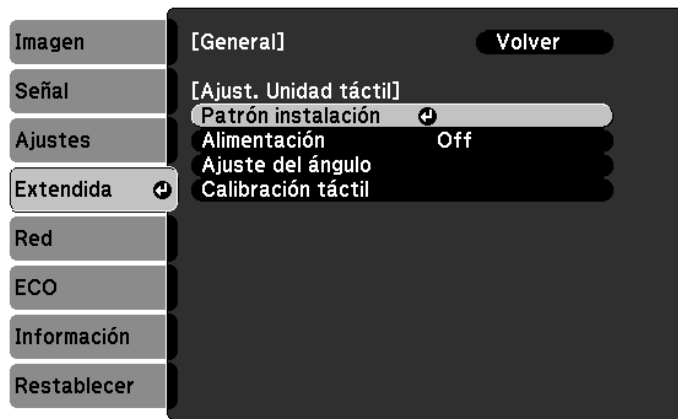 Imagen
Señal
Ajustes
Extendida
Red
ECO
Información
Restablecer
[General] Volver
[Ajust. Unidad táctil]
Patrón instalación
Alimentación Off
Ajuste del ángulo
Calibración táctil